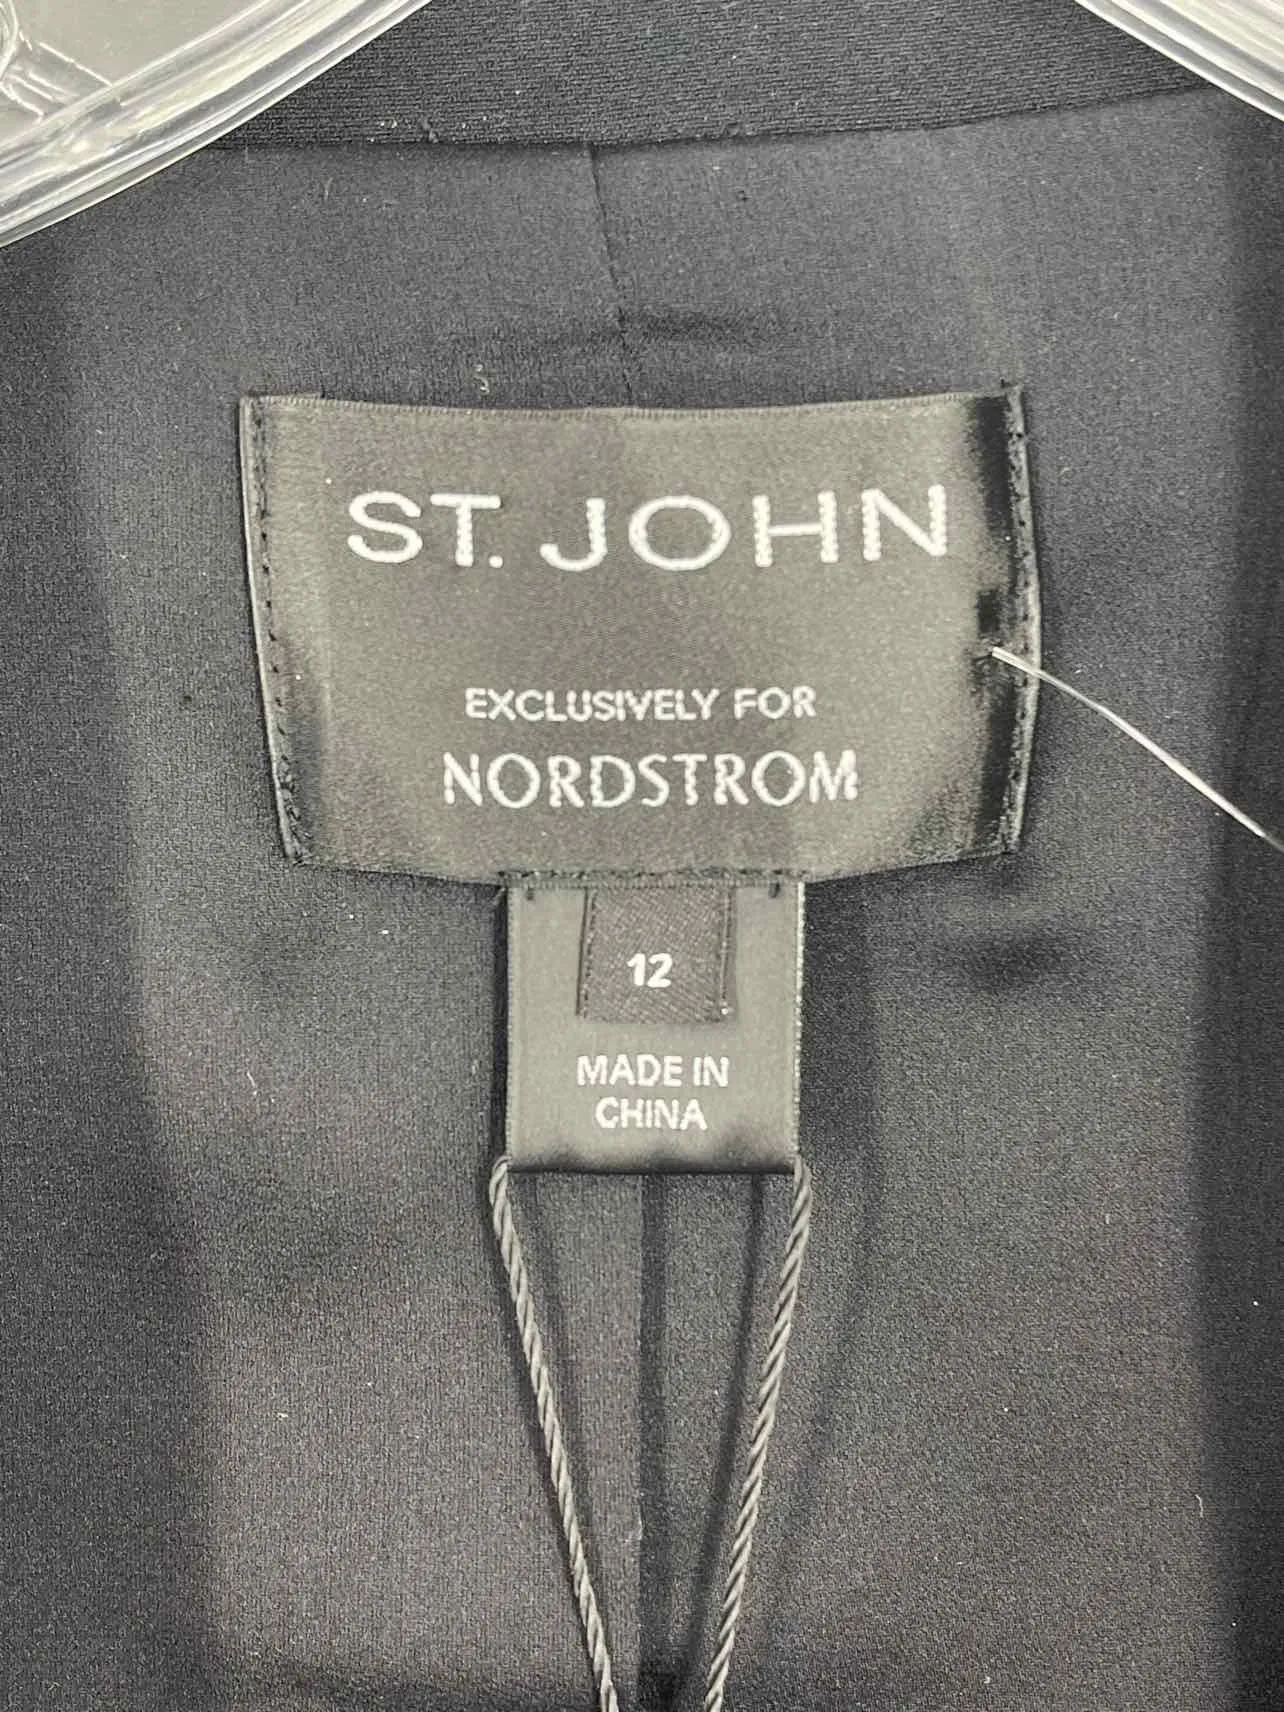 ST. JOHN
EXCLUSIVELY FOR
NORDSTROM
12
MADE IN
CHINA